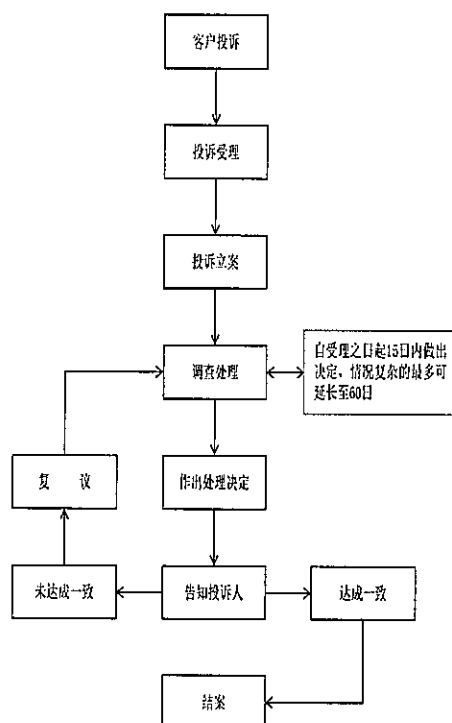 客户投诉
投诉受理
投诉立案
调查处理
自受理之日起15日内做出
决定，情况复杂的最多可
延长至60日
复 议
作出处理决定
未达成一致
告知投诉人
达成一致
结案